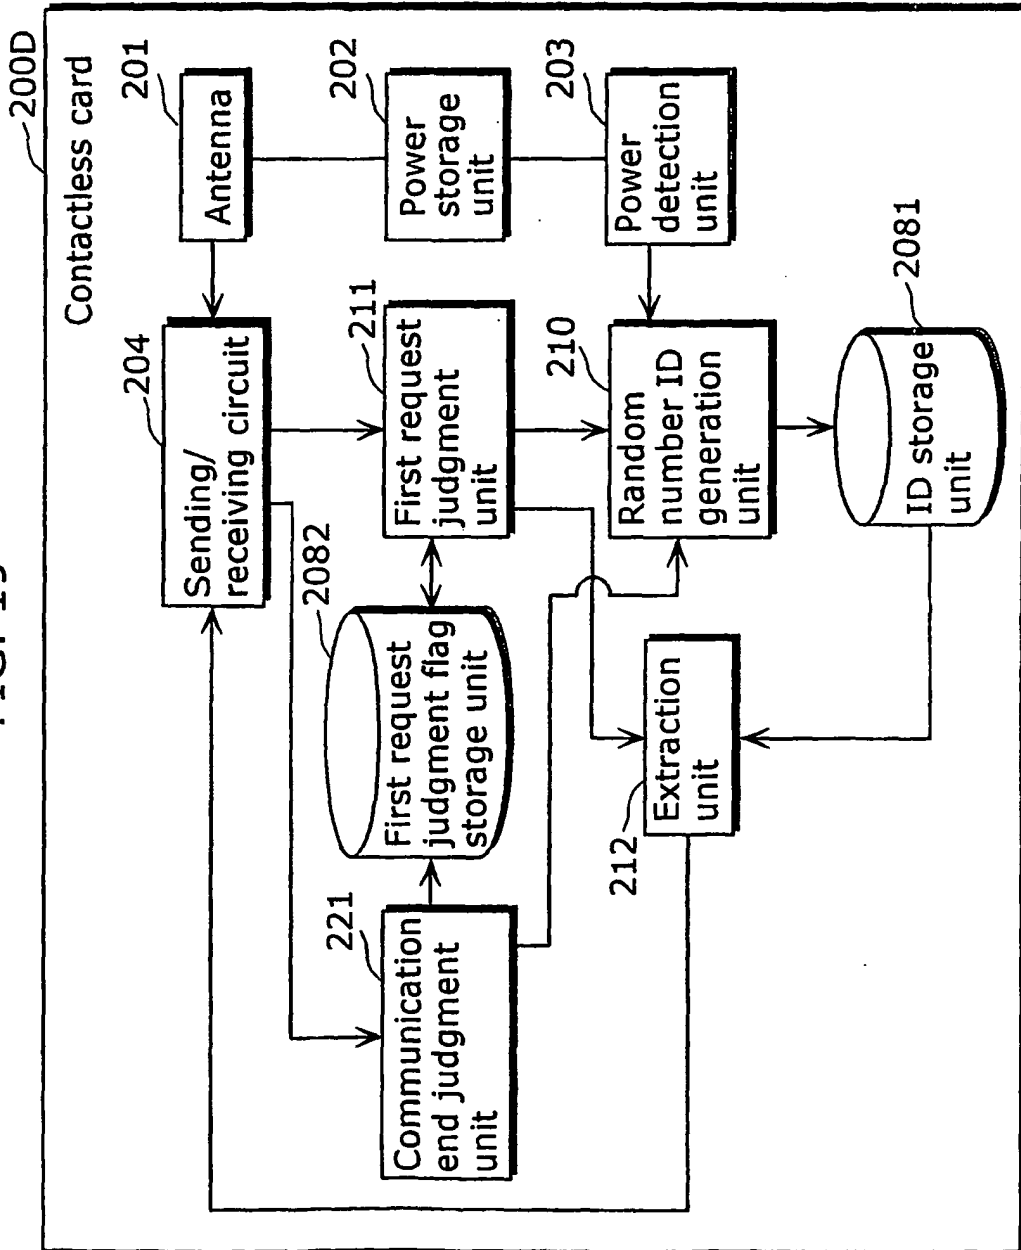 200D
Contactless card
204
201
Sending/
receiving circuit
Antenna
221
2082
211
202
Communication
end judgment
unit
First request
judgment flag
storage unit
First request
judgment
unit
Power
storage
unit
212
210
203
Extraction
unit
Random
number ID
generation
unit
Power
detection
unit
2081
ID storage
unit